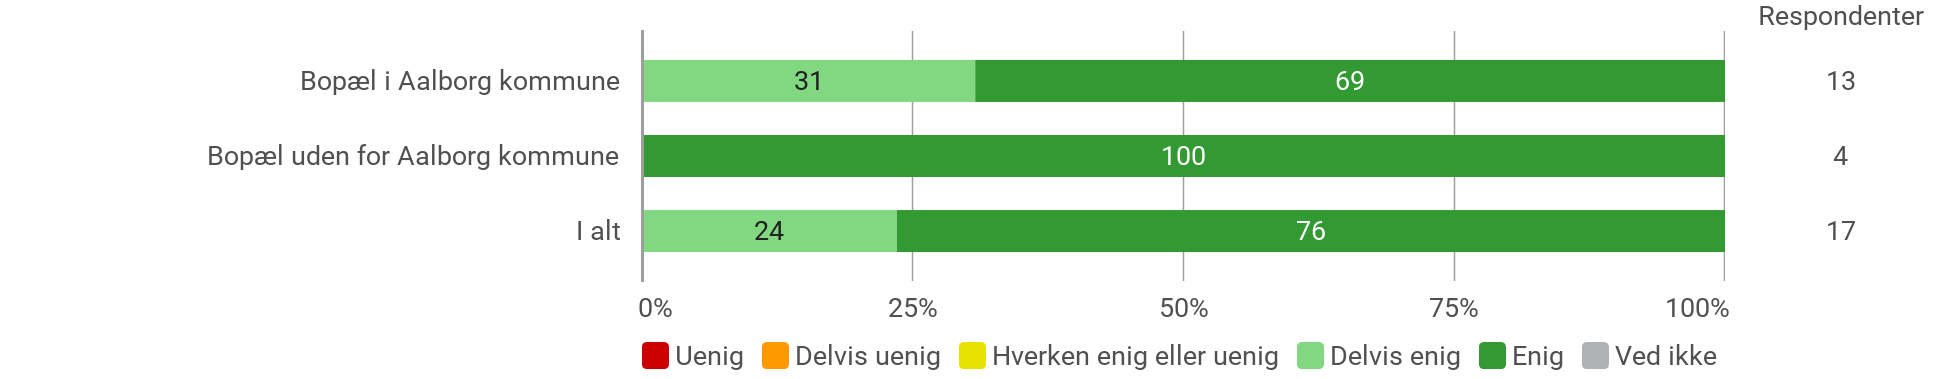 Respondenter
Bopæl i Aalborg kommune 31 69 13
Bopæl uden for Aalborg kommune 100 4
I alt 24 76 17
0% 25% 50% 75% 100%
Uenig Delvis uenig Hverken enig eller uenig Delvis enig Enig Ved ikke